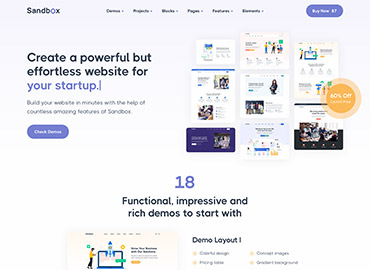 Sandbox
Demos Projects Blocks Pages Features Elements
Buy Now $7
Create a powerful but
effortless website for
your startup.
60% Off
Build your website in minutes with the help of
countless amazing features of Sandbox.
Check Demos
18
Functional, impressive and
rich demos to start with
Demo Layout I
Colorful design
Concept images
Pricing table
Gradient background